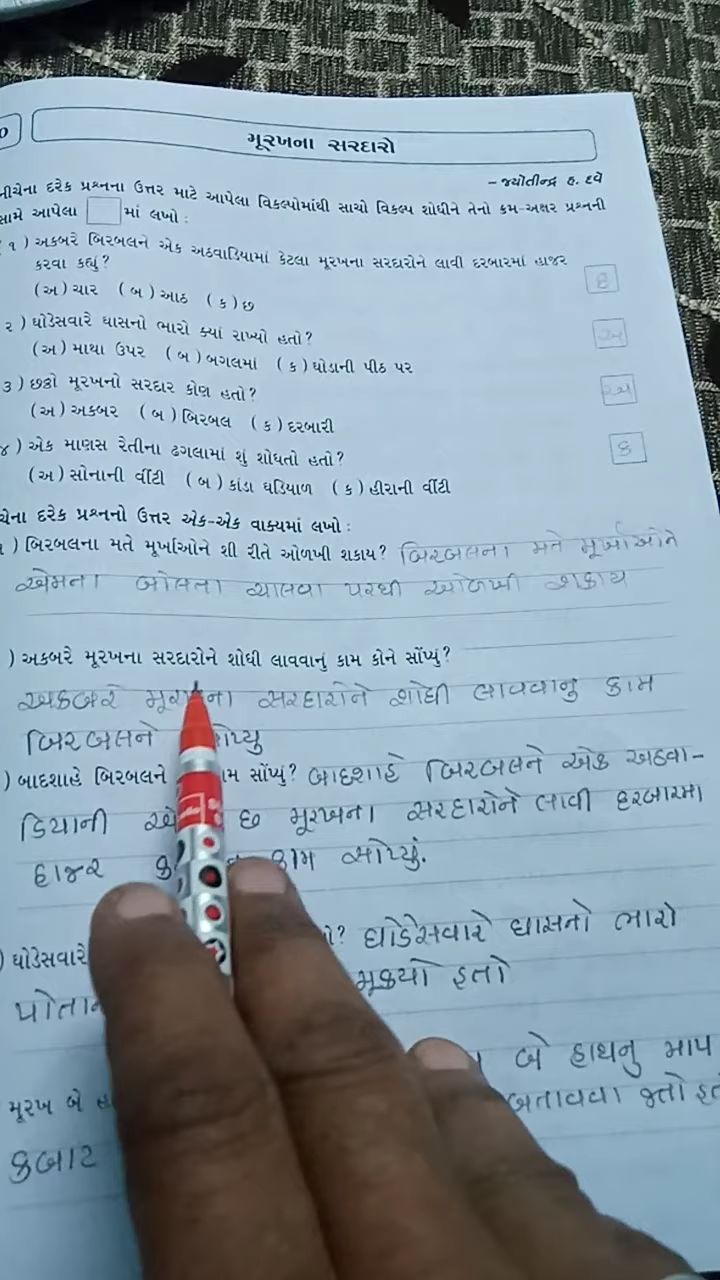 મૂરખના સરદારો
– જ્યોતીન્દ્ર હ. દવે
નીચેના દરેક પ્રશ્નના ઉત્તર માટે આપેલા વિકલ્પોમાંથી સાચો વિકલ્પ શોધીને તેનો ક્રમ-અક્ષર પ્રશ્નની
સામે આપેલા માં લખો :
૧ ) અકબરે બિરબલને એક અઠવાડિયામાં કેટલા મૂરખના સરદારોને લાવી દરબારમાં હાજર
કરવા કહ્યું?
(અ) ચાર (બ) આઠ (ક) છ
ક
૨ ) ઘોડેસવારે ઘાસનો ભારો ક્યાં રાખ્યો હતો?
અ
(અ) માથા ઉપર (બ) બગલમાં (ક) ઘોડાની પીઠ પર
૩ ) છઠ્ઠો મૂરખનો સરદાર કોણ હતો?
અ
(અ) અકબર (બ) બિરબલ (ક) દરબારી
૪ ) એક માણસ રેતીના ઢગલામાં શું શોધતો હતો?
ક
(અ) સોનાની વીંટી (બ) કાંડા ઘડિયાળ (ક) હીરાની વીંટી
ચેના દરેક પ્રશ્નનો ઉત્તર એક-એક વાક્યમાં લખો :
) બિરબલના મતે મૂર્ખાઓને શી રીતે ઓળખી શકાય? બિરબલના મતે મૂર્ખાઓને
એમના બોલતા ચાલવા પરથી ઓળખી શકાય
) અકબરે મૂરખના સરદારોને શોધી લાવવાનું કામ કોને સોંપ્યું?
અકબરે સરદારોને શોધી લાવવાનુ કામ
બિરબલને
) બાદશાહે બિરબલને સોંપ્યું? બાદશાહે બિરબલને એક અઠવા-
ડિયાની છ મૂરખના સરદારોને લાવી દરબારમા
હાજર કામ સોપ્યું.
) ઘોડેસવારે ઘોડેસવારે ઘાસનો ભારો
મૂક્યો હતો
મૂરખ બે બે હાથનુ માપ
બતાવવા જતો
કબાટ